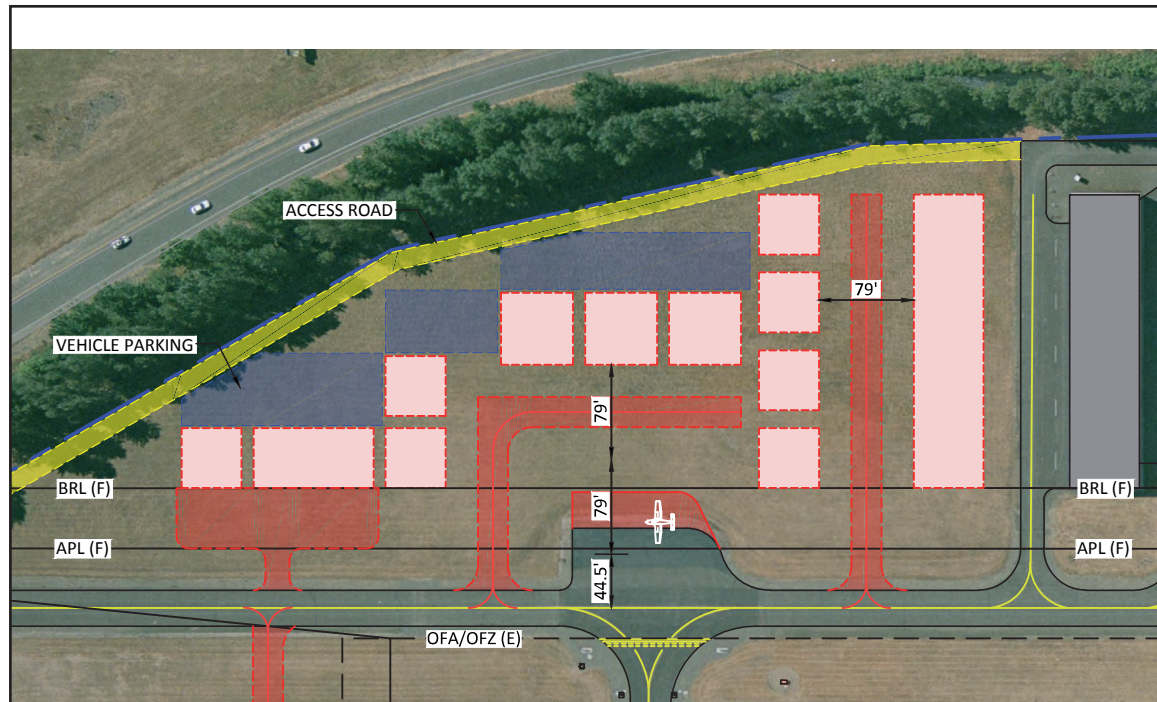 ACCESS ROAD
79'
VEHICLE PARKING
79'
BRL (F)
BRL (F)
79'
APL (F)
APL (F)
44.5'
OFA/OFZ (E)